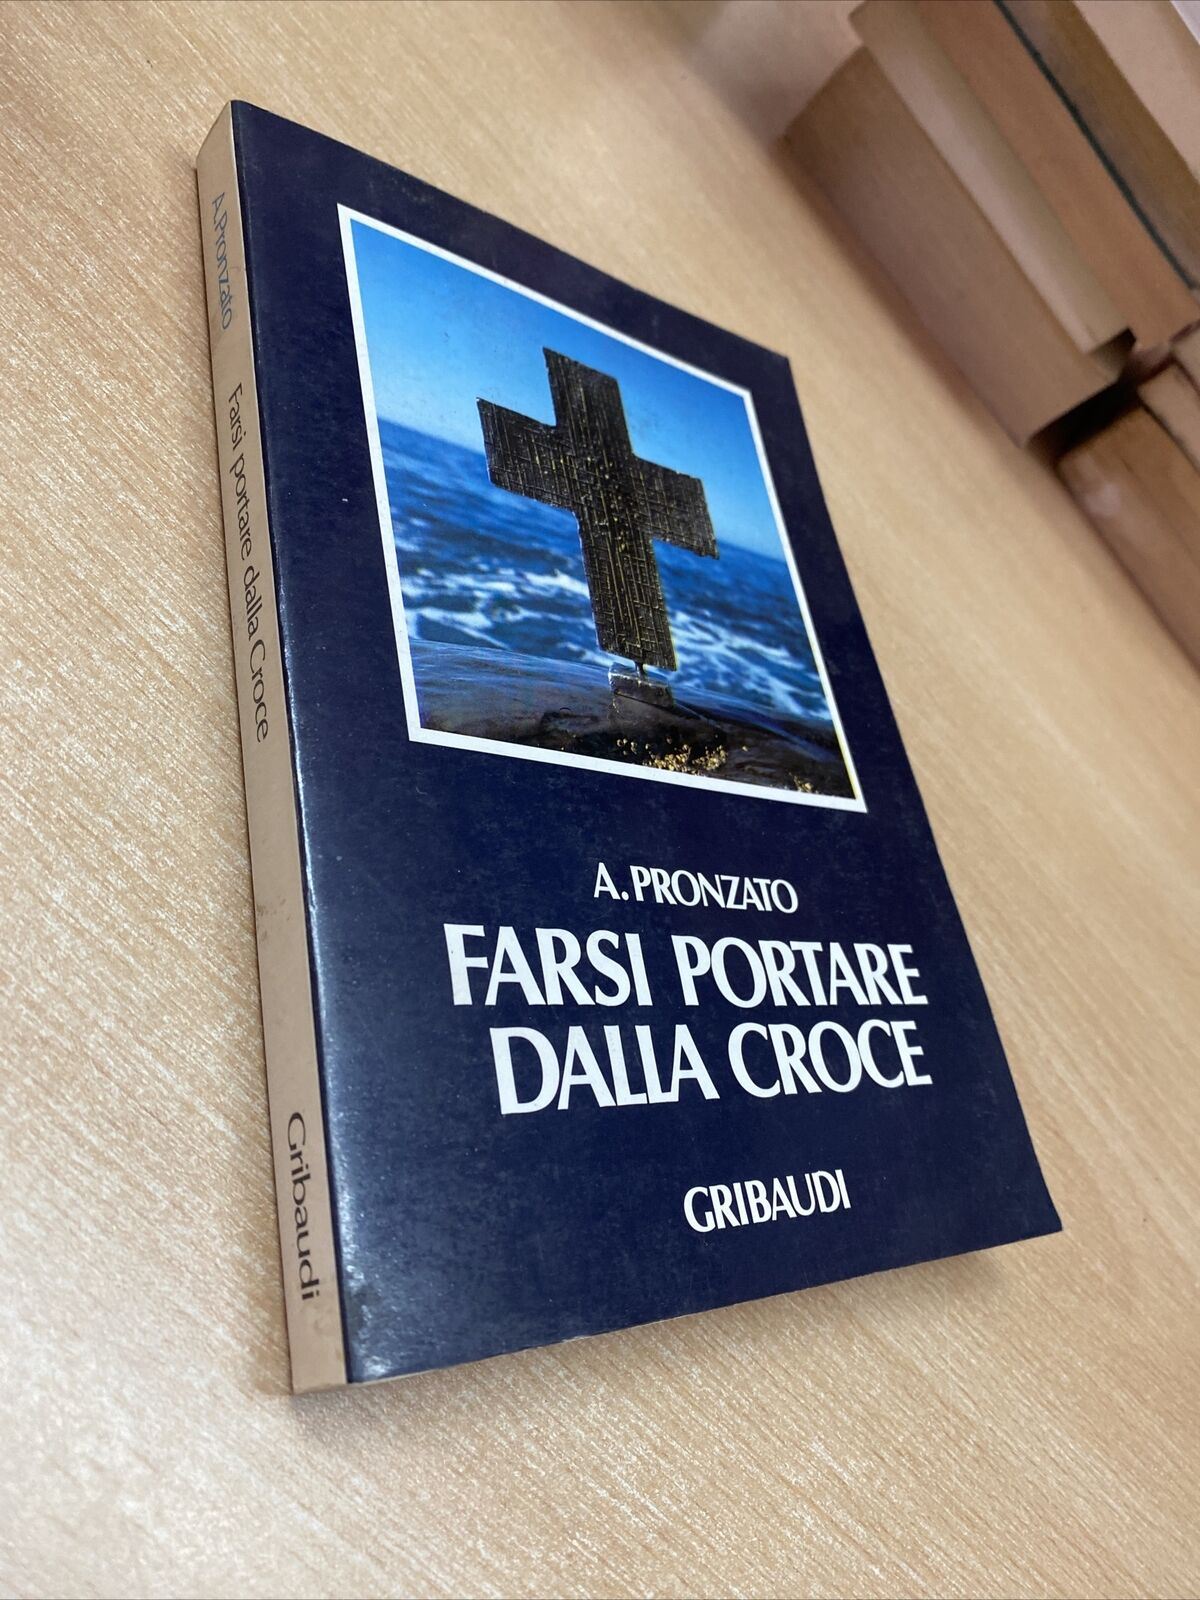 A. PRONZATO
FARSI PORTARE
DALLA CROCE
GRIBAUDI
A. Pronzato Farsi portare dalla Croce Gribaudi